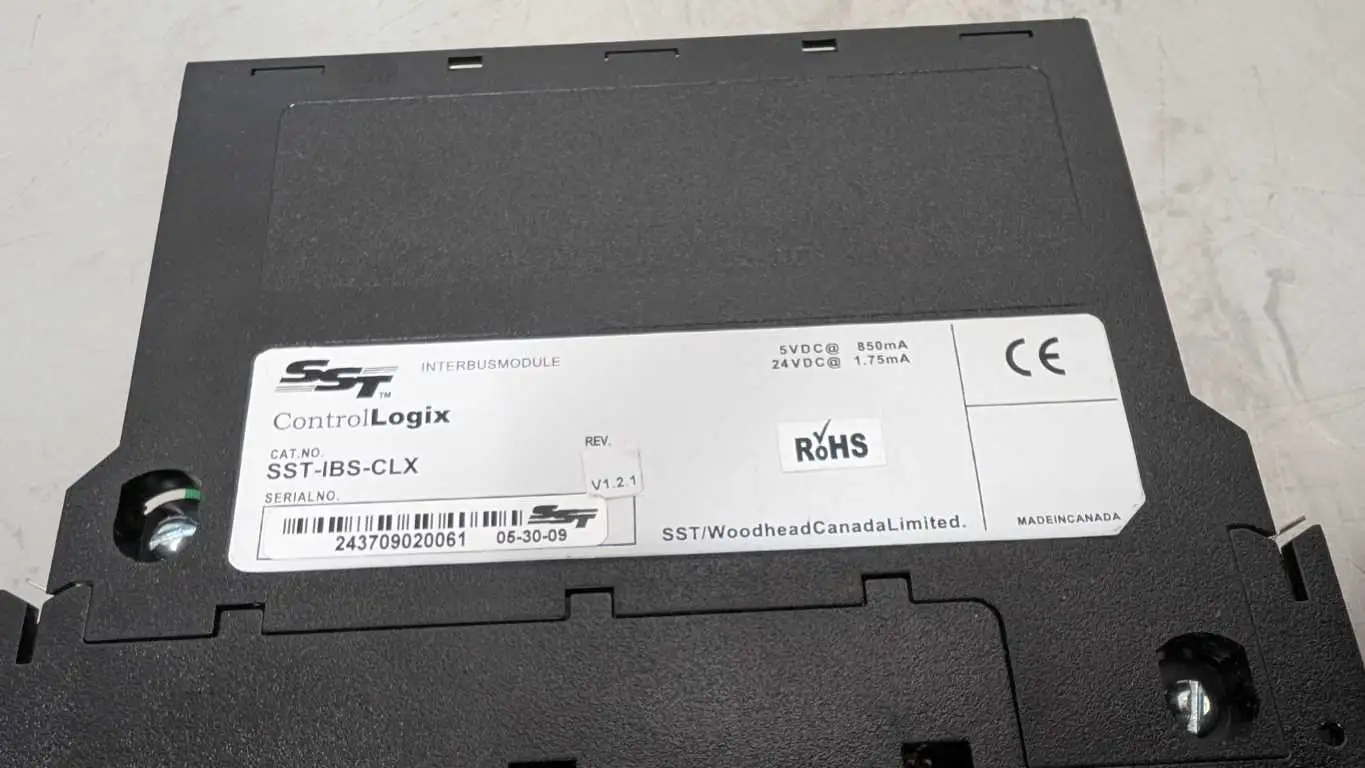 SST TM
INTERBUSMODULE
5VDC@ 850mA
24VDC@ 1.75mA
CE
ControlLogix
CAT.NO.
SST-IBS-CLX
REV.
V1.2.1
RoHS
SERIALNO.
SST
243709020061 05-30-09
SST/WoodheadCanadaLimited.
MADEINCANADA